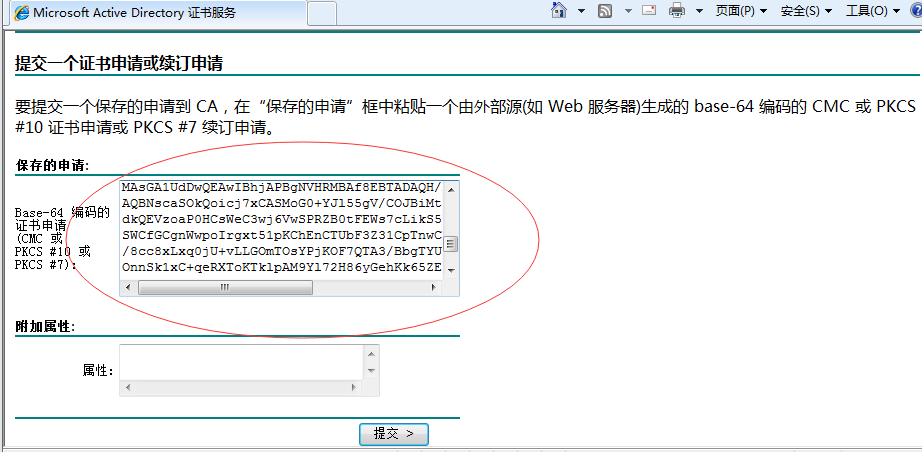 Microsoft Active Directory 证书服务
页面(P) 安全(S) 工具(O)
提交一个证书申请或续订申请
要提交一个保存的申请到 CA，在“保存的申请”框中粘贴一个由外部源(如 Web 服务器)生成的 base-64 编码的 CMC 或 PKCS
#10 证书申请或 PKCS #7 续订申请。
保存的申请:
Base-64 编码的
证书申请
(CMC 或
PKCS #10 或
PKCS #7):
MAsGA1UdDwQEAwIBhjAPBgNVHRMBAf8EBTADAQH/
AQBNscaSOkQoicj7xCASMoG0+YJl55gV/COJBiMt
dkQEVzoaP0HCsWeC3wj6VwSPRZB0tFEWs7cLikS5
SWCfGCgnWwpoIrgxt51pKChEnCTUbF3Z31CpTnwC
/8cc8xLxq0jU+vLLGOmTOsYPjKOF7QTA3/BbgTYU
OnnSk1xC+qeRXToKTklpAM9Yl72H86yGehKk65ZE
附加属性:
属性:
提交 >